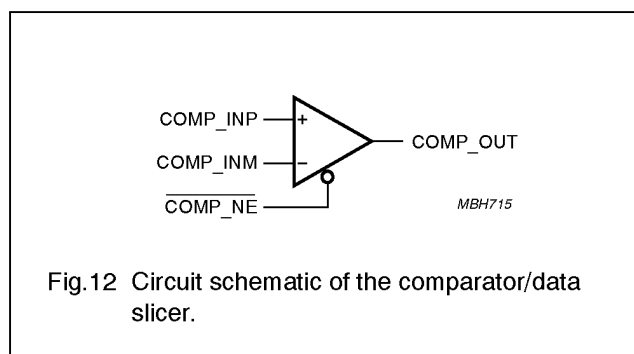 COMP_INP
+
COMP_OUT
COMP_INM
−
COMP_NE
MBH715
Fig.12 Circuit schematic of the comparator/data
slicer.